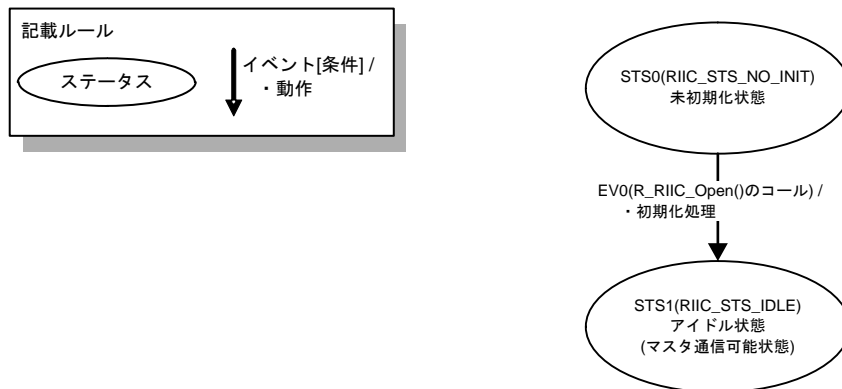 記載ルール
ステータス
イベント[条件] /
・動作
STS0(RIIC_STS_NO_INIT)
未初期化状態
EV0(R_RIIC_Open()のコール) /
・初期化処理
STS1(RIIC_STS_IDLE)
アイドル状態
(マスタ通信可能状態)